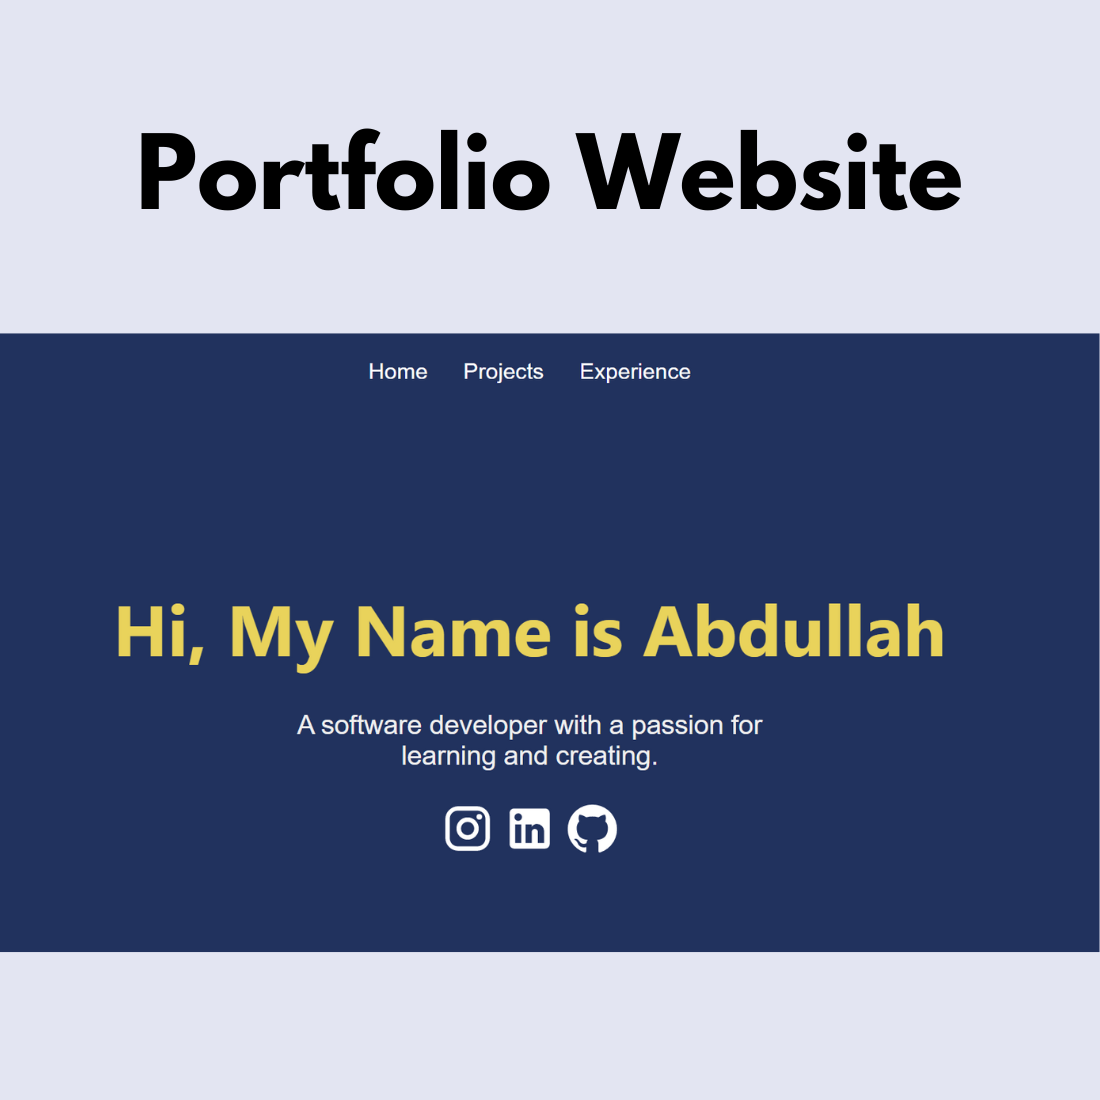 Portfolio Website
Home Projects Experience
Hi, My Name is Abdullah
A software developer with a passion for
learning and creating.
in